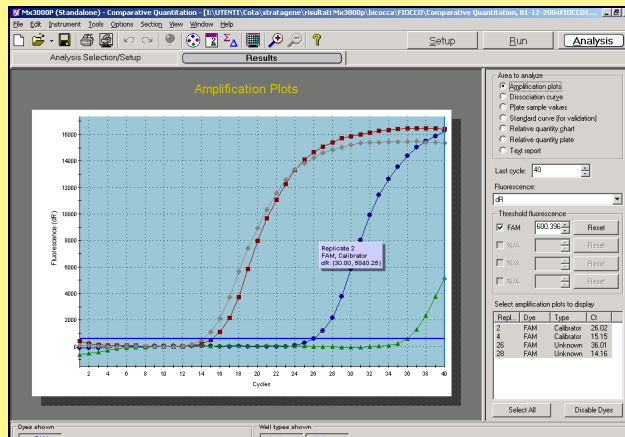 Mx3000P (Standalone) - Comparative Quantitation - [I:\UTENTI\Cota\stratagene\risultati Mx3000p\bicocca\FIOCCO\Comparative Quantitation, 01-12-2004FIOCCO1....
File Edit Instrument Tools Options Section View Window Help
Setup Run Analysis
Analysis Selection/Setup Results
Amplification Plots
Fluorescence (dR)
16000
14000
12000
10000
8000
6000
4000
2000
0
Replicate 2
FAM, Calibrator
dR: (30.00, 5840.25)
2 4 6 8 10 12 14 16 18 20 22 24 26 28 30 32 34 36 38 40
Cycles
Area to analyze
Amplification plots
Dissociation curve
Plate sample values
Standard curve (for validation)
Relative quantity chart
Relative quantity plate
Text report
Last cycle: 40
Fluorescence:
dR
Threshold fluorescence
FAM 600.396 Reset
N/A Reset
N/A Reset
N/A Reset
Select amplification plots to display
Repl... Dye Type Ct
2 FAM Calibrator 26.02
4 FAM Calibrator 15.15
26 FAM Unknown 36.01
28 FAM Unknown 14.16
Select All Disable Dyes
Dyes shown Well types shown